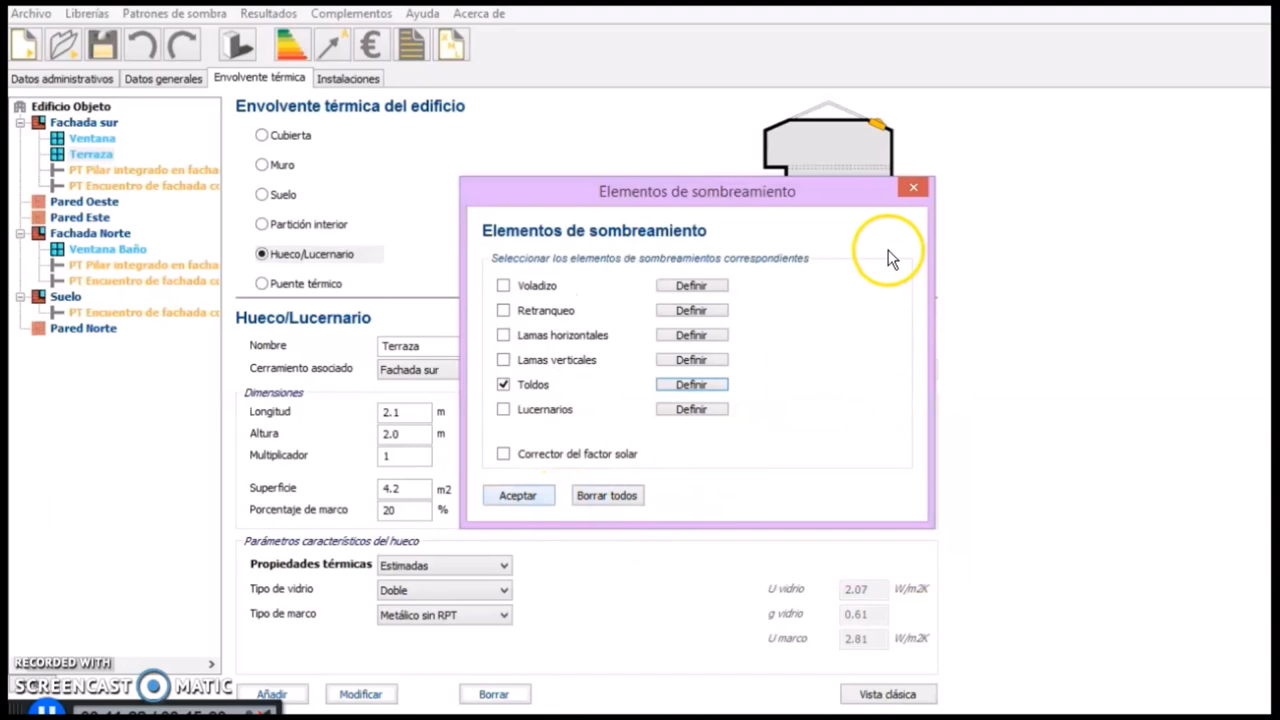 Archivo Librerías Patrones de sombra Resultados Complementos Ayuda Acerca de
Datos administrativos Datos generales Envolvente térmica Instalaciones
Edificio Objeto
Fachada sur
Ventana
Terraza
PT Pilar integrado en facha
PT Encuentro de fachada co
Pared Oeste
Pared Este
Fachada Norte
Ventana Baño
PT Pilar integrado en facha
PT Encuentro de fachada co
Suelo
PT Encuentro de fachada co
Pared Norte
Envolvente térmica del edificio
Cubierta
Muro
Suelo
Partición interior
Hueco/Lucernario
Puente térmico
Hueco/Lucernario
Nombre Terraza
Cerramiento asociado Fachada sur
Dimensiones
Longitud 2.1 m
Altura 2.0 m
Multiplicador 1
Superficie 4.2 m2
Porcentaje de marco 20 %
Elementos de sombreamiento
Elementos de sombreamiento
Seleccionar los elementos de sombreamientos correspondientes
Voladizo Definir
Retranqueo Definir
Lamas horizontales Definir
Lamas verticales Definir
Toldos Definir
Lucernarios Definir
Corrector del factor solar
Aceptar Borrar todos
Parámetros característicos del hueco
Propiedades térmicas Estimadas
Tipo de vidrio Doble
Tipo de marco Metálico sin RPT
U vidrio 2.07 W/m2K
g vidrio 0.61
U marco 2.81 W/m2K
Añadir Modificar Borrar Vista clásica
RECORDED WITH
SCREENCAST MATIC